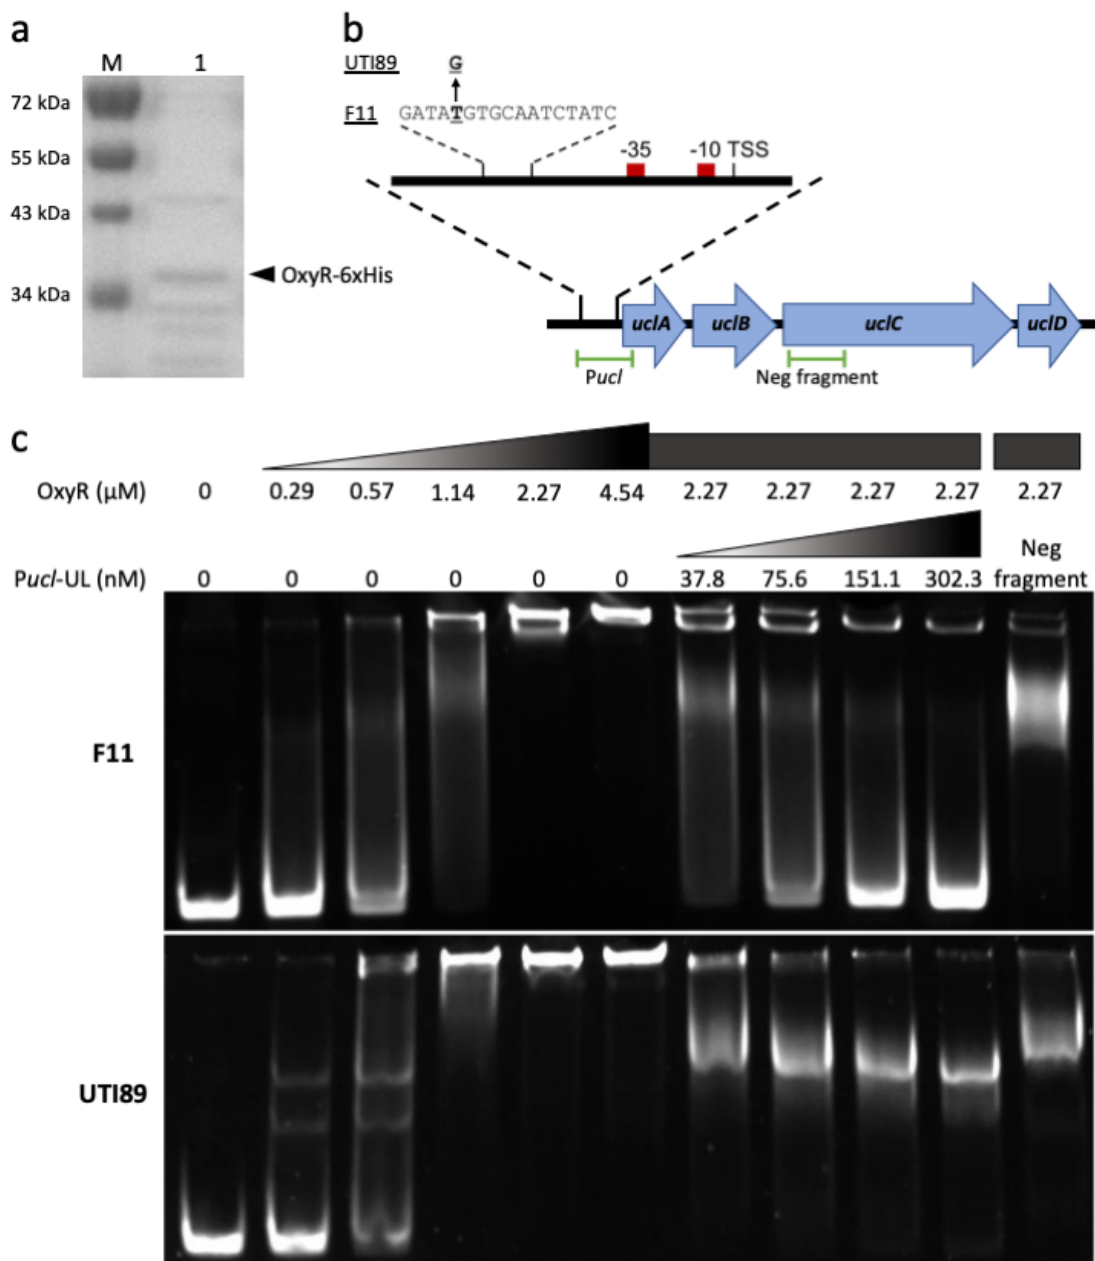 a
M 1
72 kDa
55 kDa
43 kDa
34 kDa
OxyR-6xHis
b
UTI89 G
F11 GATATGTGCAATCTATC
-35 -10 TSS
uclA uclB uclC uclD
Pucl Neg fragment
c
OxyR (µM) 0 0.29 0.57 1.14 2.27 4.54 2.27 2.27 2.27 2.27 2.27
Neg
Pucl-UL (nM) 0 0 0 0 0 0 37.8 75.6 151.1 302.3 fragment
F11
UTI89